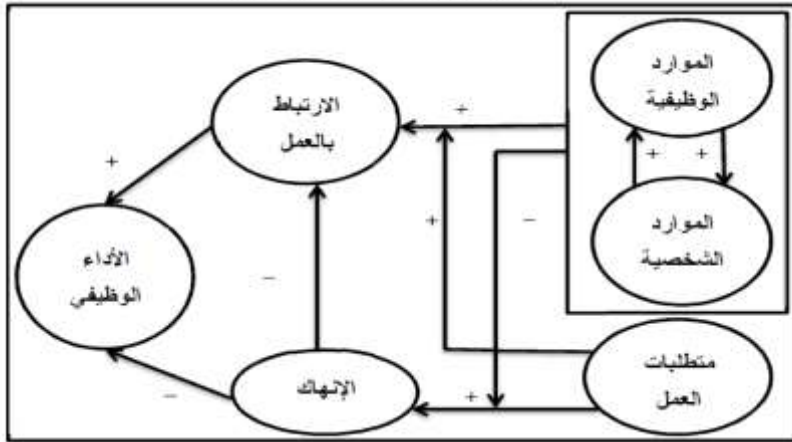 الموارد
الوظيفية
+
+
الموارد
الشخصية
متطلبات
العمل
+
+
−
+
الارتباط
بالعمل
−
الإنهاك
+
−
الأداء
الوظيفي